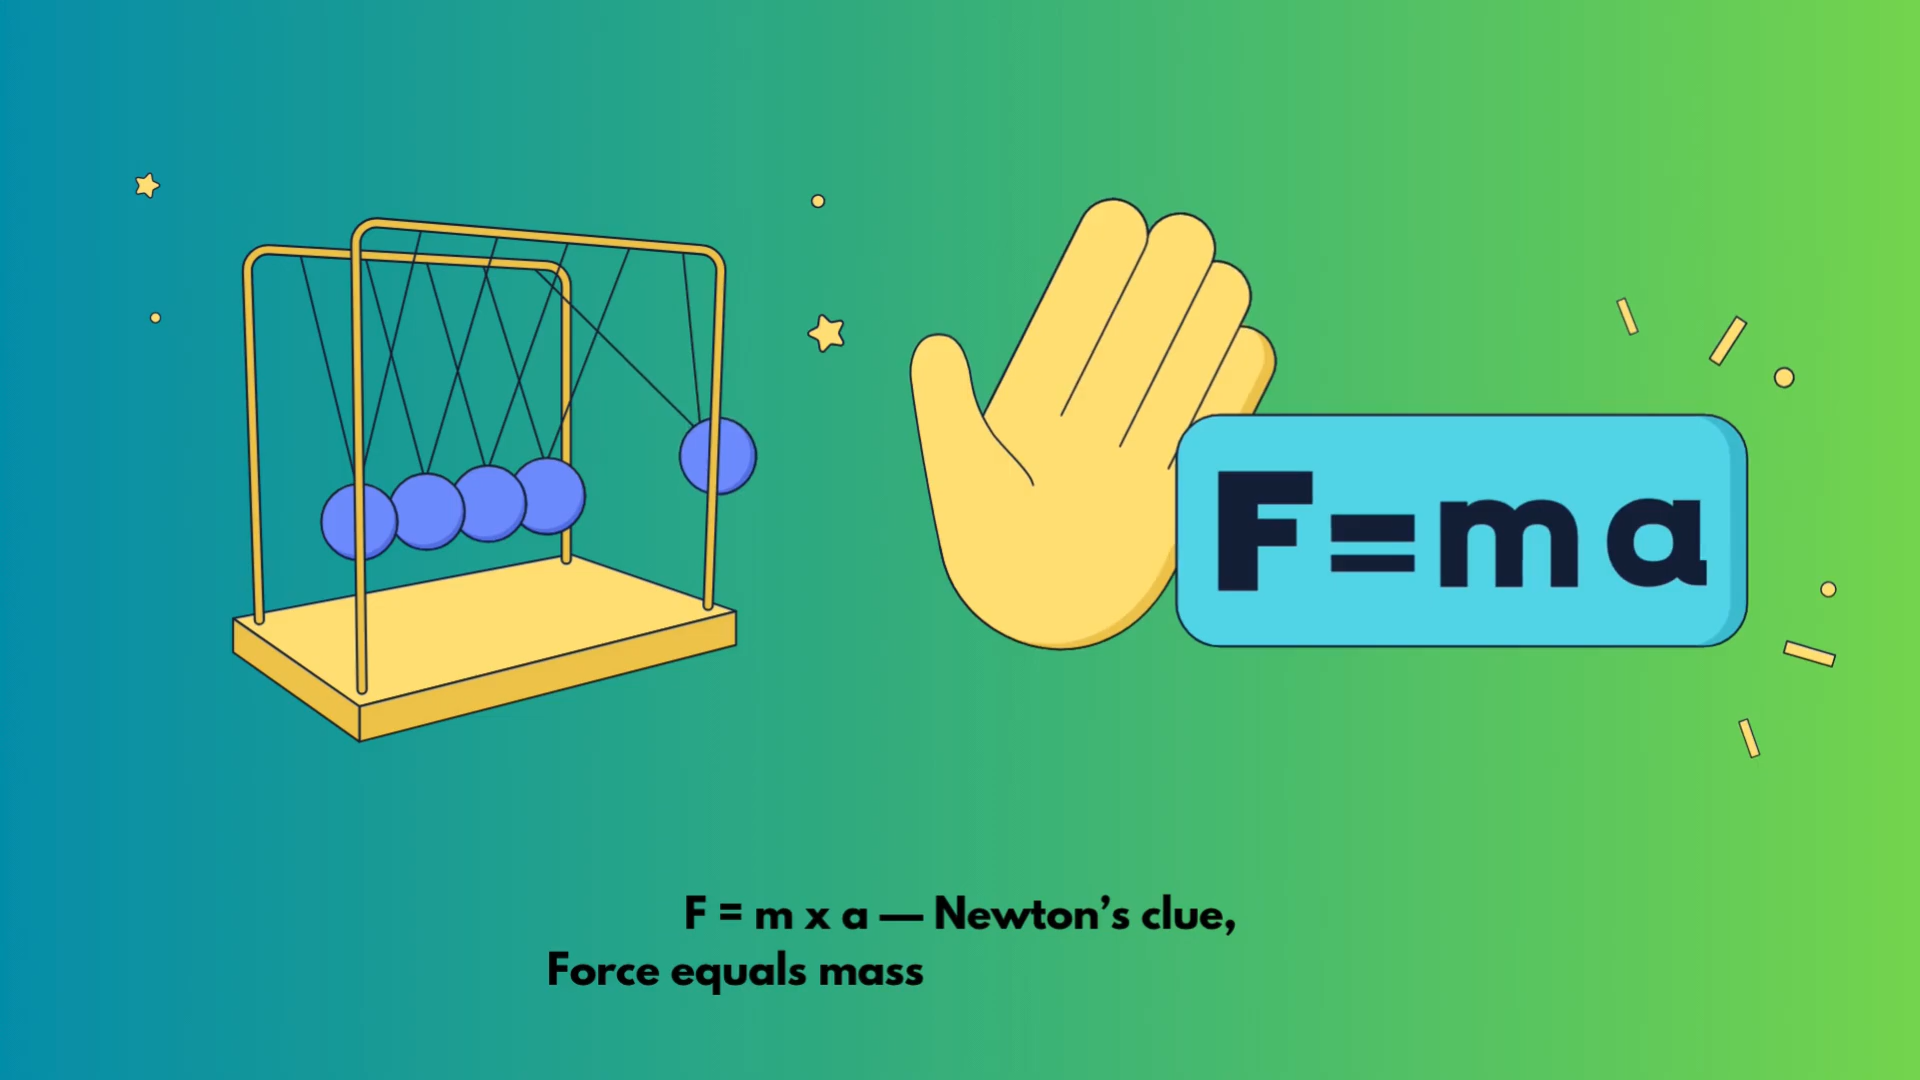 F=ma
F = m x a — Newton’s clue,
Force equals mass